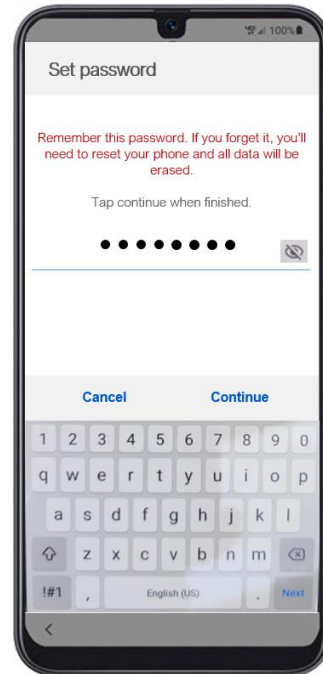 100%
Set password
Remember this password. If you forget it, you'll
need to reset your phone and all data will be
erased.
Tap continue when finished.
Cancel Continue
1 2 3 4 5 6 7 8 9 0
q w e r t y u i o p
a s d f g h j k l
z x c v b n m
!#1 , English (US) . Next